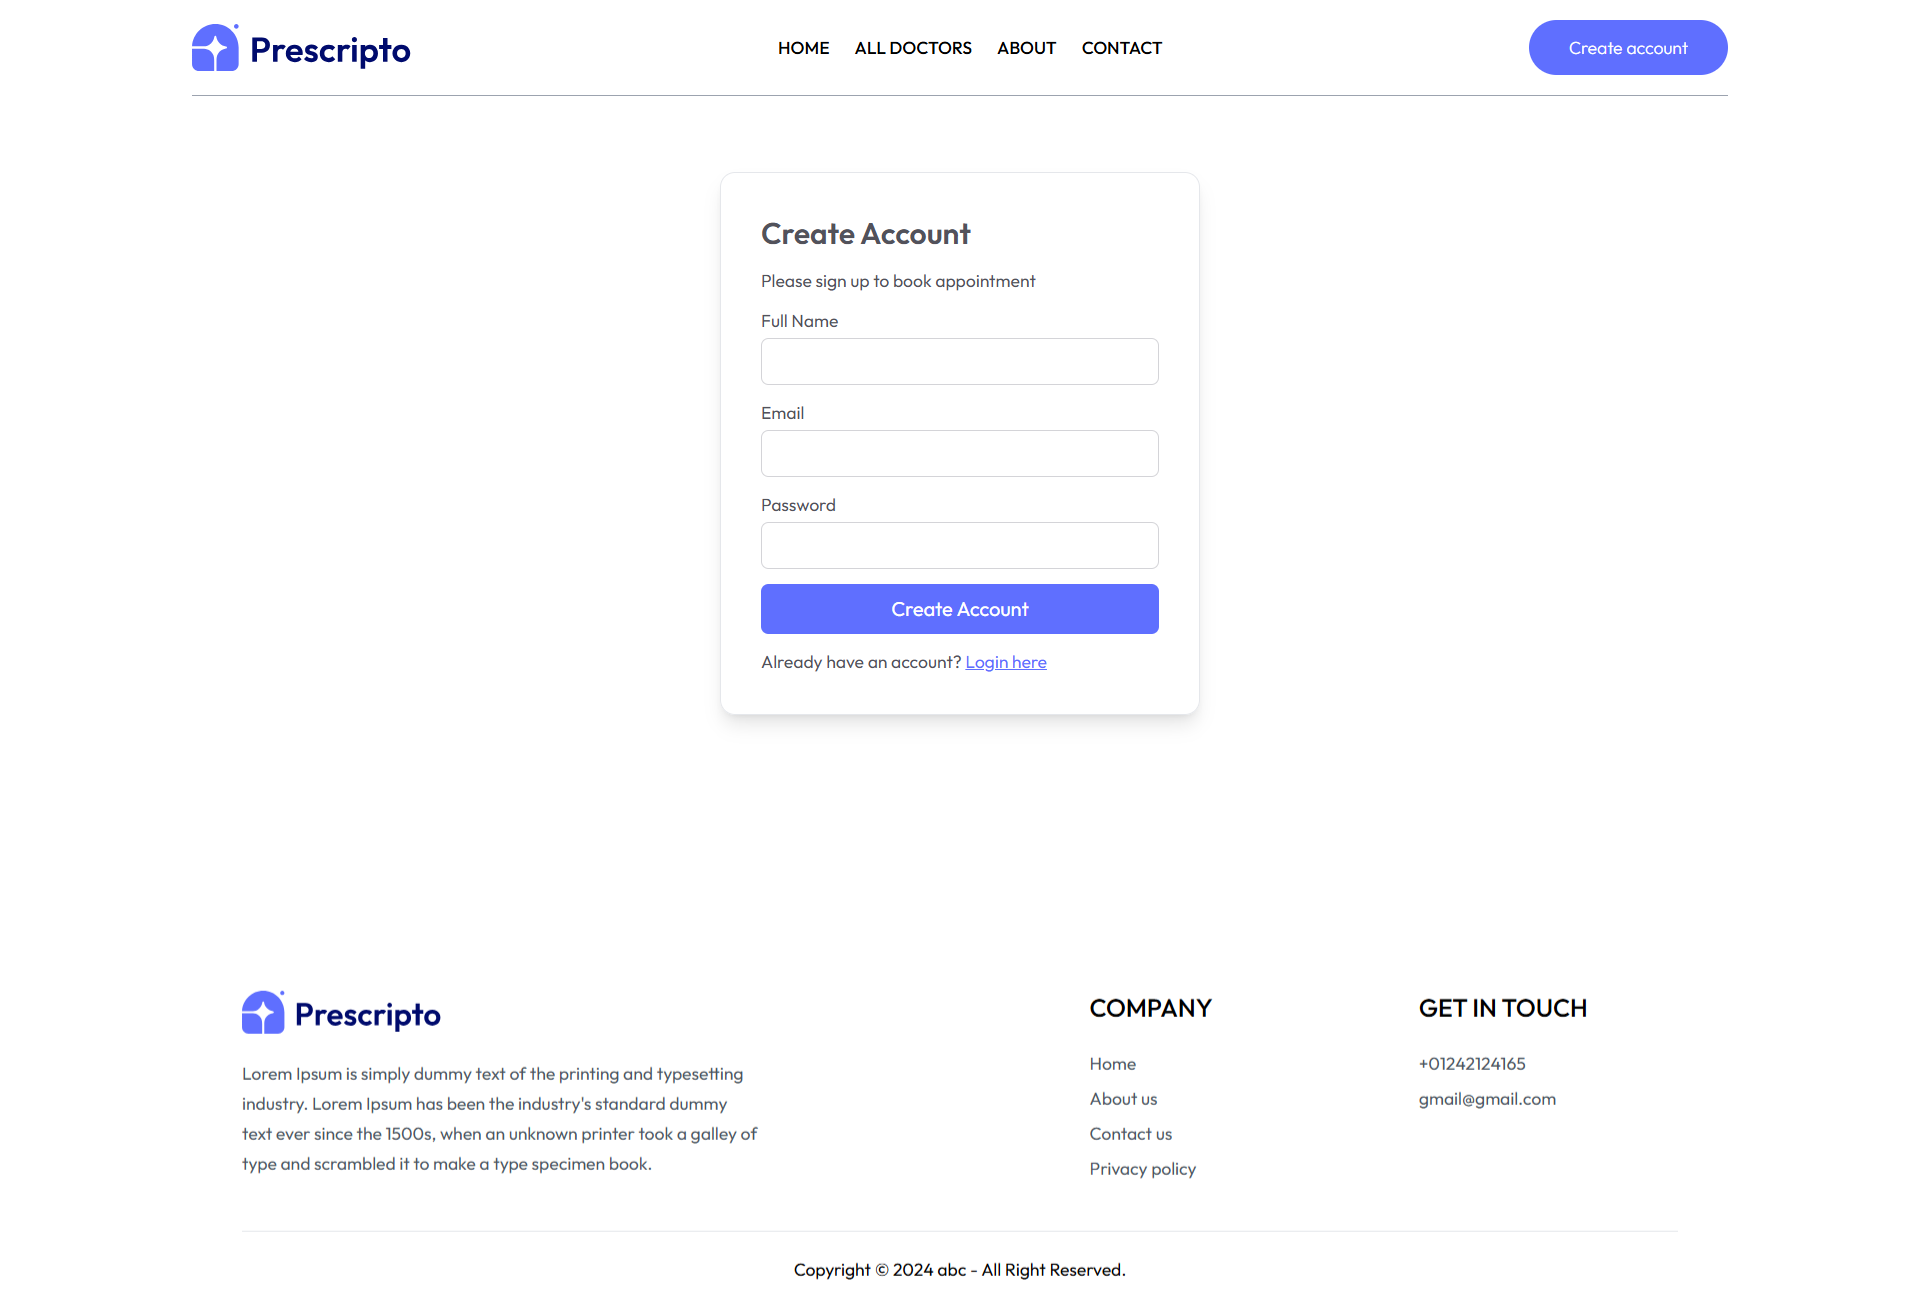 Prescripto
HOME
ALL DOCTORS
ABOUT
CONTACT
Create account
Create Account
Please sign up to book appointment
Full Name
Email
Password
Create Account
Already have an account? Login here
Prescripto
Lorem Ipsum is simply dummy text of the printing and typesetting
industry. Lorem Ipsum has been the industry's standard dummy
text ever since the 1500s, when an unknown printer took a galley of
type and scrambled it to make a type specimen book.
COMPANY
Home
About us
Contact us
Privacy policy
GET IN TOUCH
+01242124165
gmail@gmail.com
Copyright © 2024 abc - All Right Reserved.